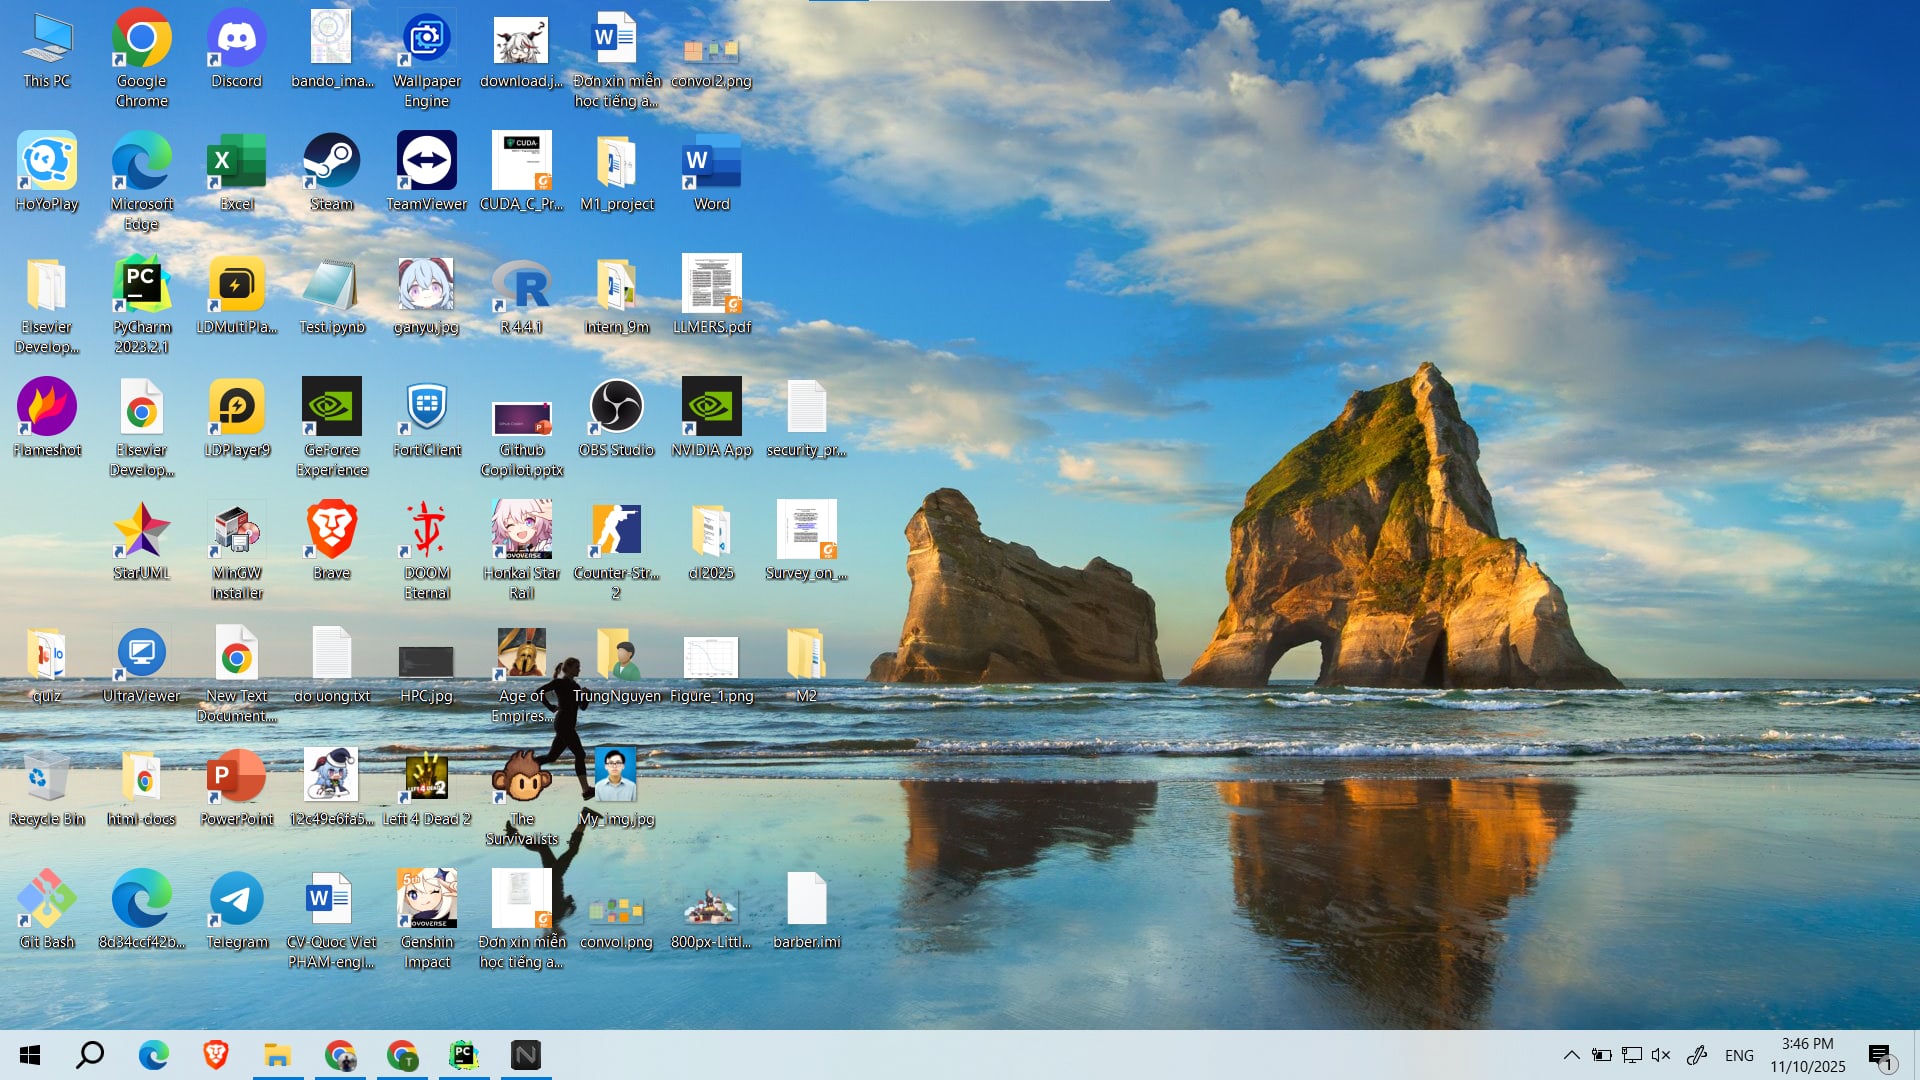 This PC
Google
Chrome
Discord
bando_ima...
Wallpaper
Engine
download.j...
Đơn xin miễn
học tiếng a...
convol2.png
HoYoPlay
Microsoft
Edge
Excel
Steam
TeamViewer
CUDA
CUDA_C_Pr...
M1_project
Word
Elsevier
Develop...
PC
PyCharm
2023.2.1
LDMultiPla...
Test.ipynb
ganyu.jpg
R 4.4.1
Intern_9m
LLMERS.pdf
Flameshot
Elsevier
Develop...
LDPlayer9
GeForce
Experience
FortiClient
Github
Copilot.pptx
OBS Studio
NVIDIA App
security_pr...
StarUML
MinGW
Installer
Brave
DOOM
Eternal
Honkai Star
Rail
Counter-Str...
2
dl2025
Survey_on_...
quiz
UltraViewer
New Text
Document....
do uong.txt
HPC.jpg
Age of
Empires...
TrungNguyen
Figure_1.png
M2
Recycle Bin
html-docs
PowerPoint
12c49e6fa5...
Left 4 Dead 2
The
Survivalists
My_img.jpg
Git Bash
8d34ccf42b...
Telegram
CV-Quoc Viet
PHAM-engl...
Genshin
Impact
Đơn xin miễn
học tiếng a...
convol.png
800px-Littl...
barber.imi
ENG
3:46 PM
11/10/2025
1